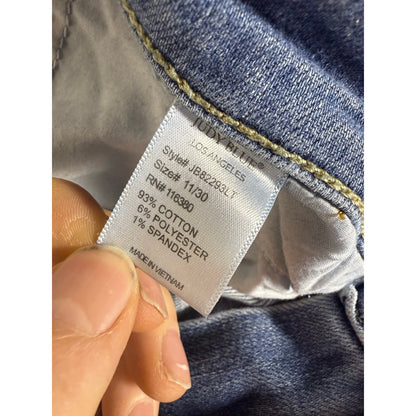 JUDY BLUE®
LOS ANGELES
Style# JB82293LT
Size# 11/30
RN# 116380
93% COTTON
6% POLYESTER
1% SPANDEX
MADE IN VIETNAM